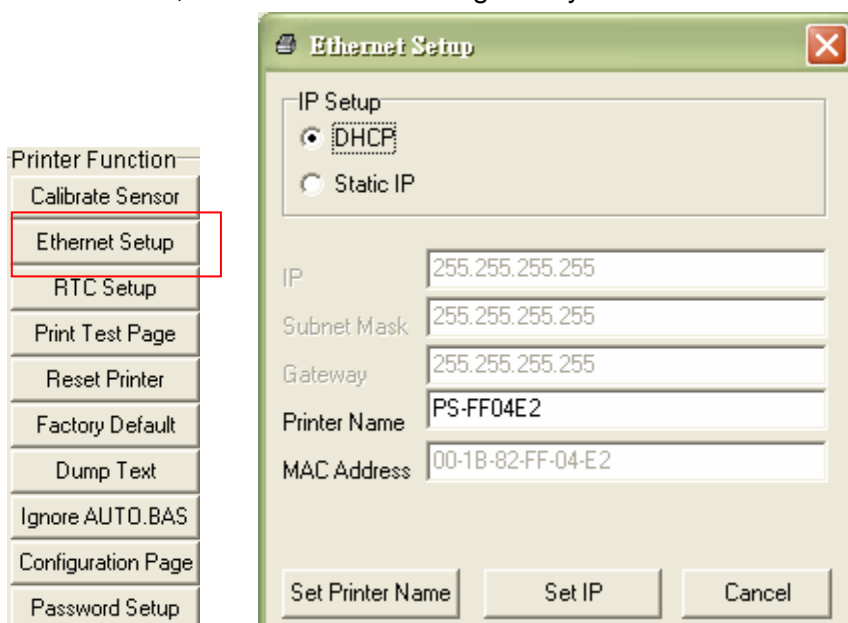 Printer Function
Calibrate Sensor
Ethernet Setup
RTC Setup
Print Test Page
Reset Printer
Factory Default
Dump Text
Ignore AUTO.BAS
Configuration Page
Password Setup
Ethernet Setup
IP Setup
DHCP
Static IP
IP 255.255.255.255
Subnet Mask 255.255.255.255
Gateway 255.255.255.255
Printer Name PS-FF04E2
MAC Address 00-1B-82-FF-04-E2
Set Printer Name Set IP Cancel